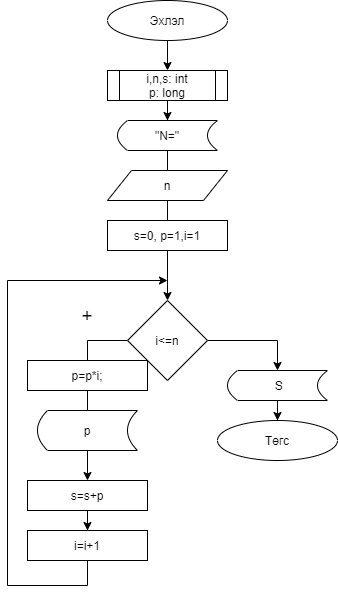 Эхлэл
i,n,s: int
p: long
"N="
n
s=0, p=1,i=1
+
i<=n
p=p*i;
S
p
Төгс
s=s+p
i=i+1